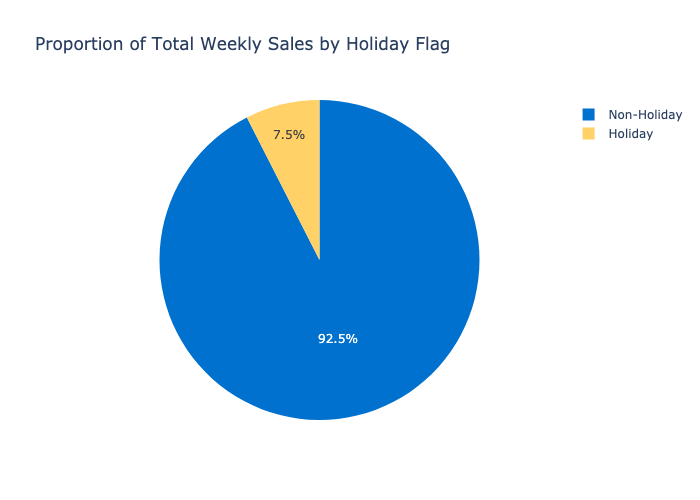 Proportion of Total Weekly Sales by Holiday Flag
Non-Holiday
Holiday
7.5%
92.5%